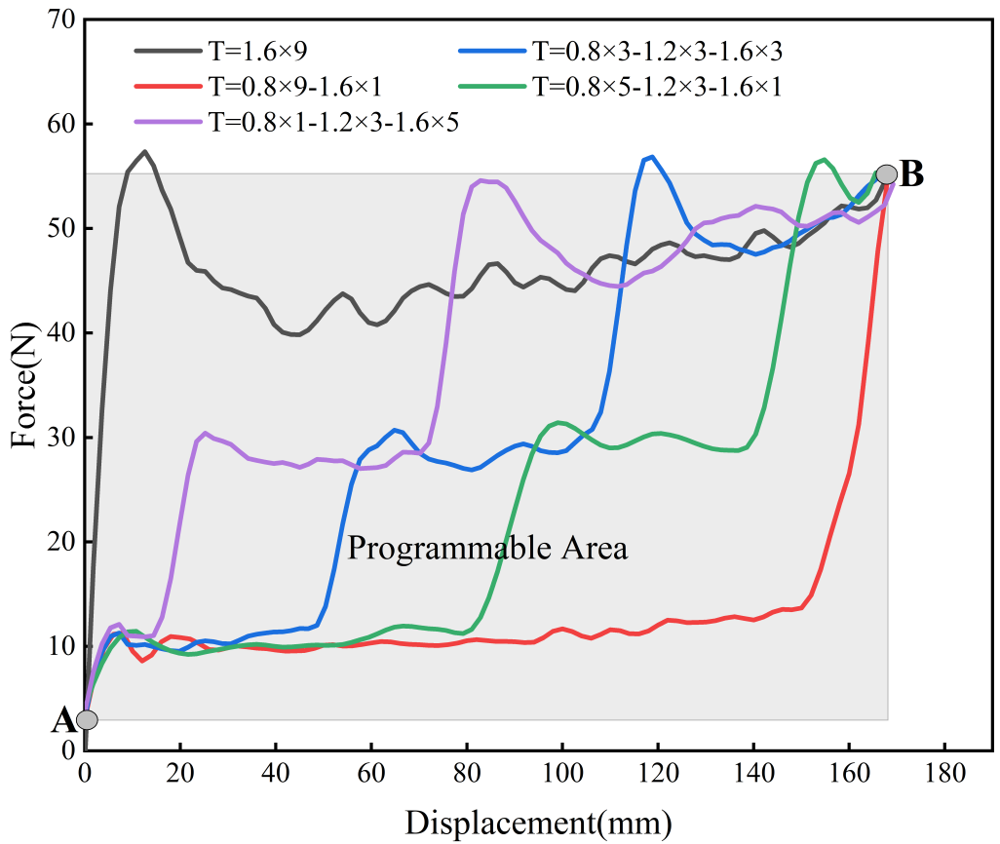 70
60
50
40
30
20
10
0
Force(N)
T=1.6×9
T=0.8×3-1.2×3-1.6×3
T=0.8×9-1.6×1
T=0.8×5-1.2×3-1.6×1
T=0.8×1-1.2×3-1.6×5
B
Programmable Area
A
0 20 40 60 80 100 120 140 160 180
Displacement(mm)